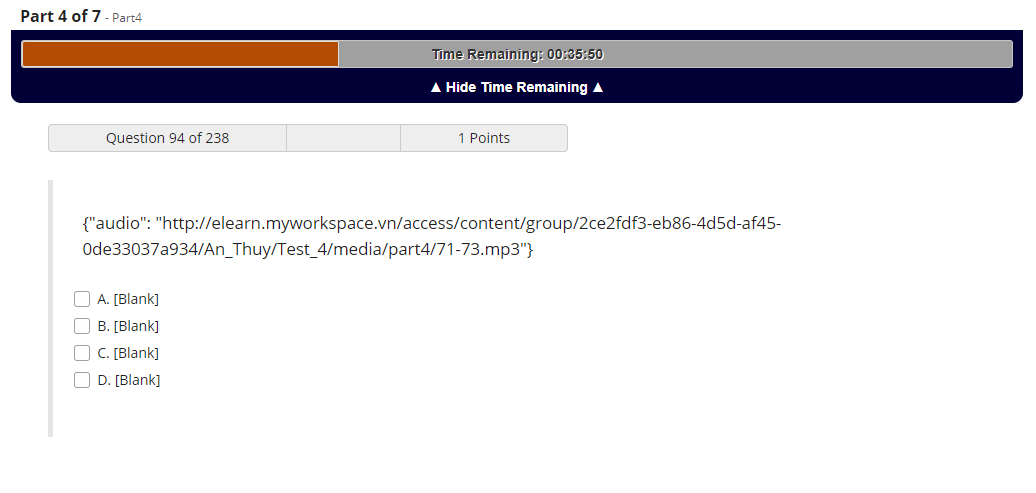 Part 4 of 7 - Part4
Time Remaining: 00:35:50
▲ Hide Time Remaining ▲
Question 94 of 238
1 Points
{"audio": "http://elearn.myworkspace.vn/access/content/group/2ce2fdf3-eb86-4d5d-af45-
0de33037a934/An_Thuy/Test_4/media/part4/71-73.mp3"}
A. [Blank]
B. [Blank]
C. [Blank]
D. [Blank]